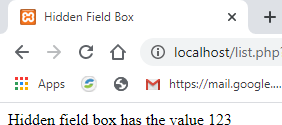 Hidden Field Box
localhost/list.php?
Apps
https://mail.google....
Hidden field box has the value 123